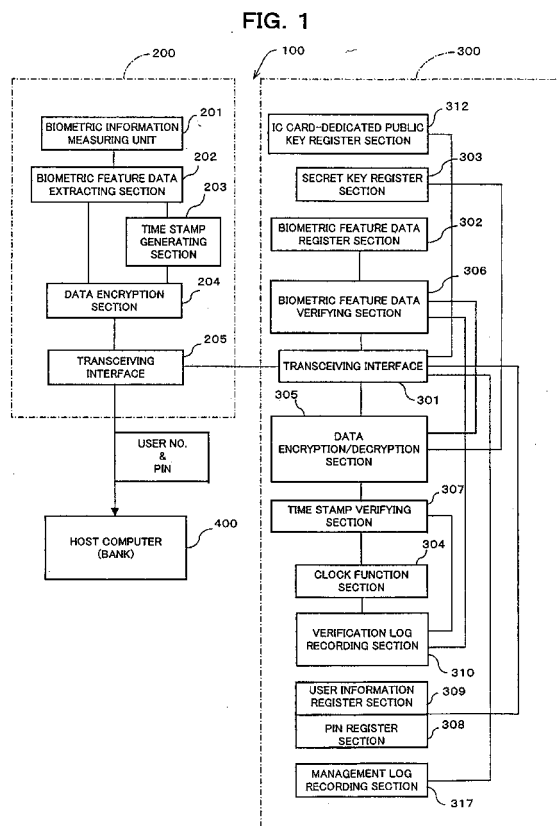 FIG. 1
200
100
300
BIOMETRIC INFORMATION
MEASURING UNIT
201
BIOMETRIC FEATURE DATA
EXTRACTING SECTION
202
TIME STAMP
GENERATING
SECTION
203
DATA ENCRYPTION
SECTION
204
TRANSCEIVING
INTERFACE
205
USER NO.
&
PIN
HOST COMPUTER
(BANK)
400
IC CARD-DEDICATED PUBLIC
KEY REGISTER SECTION
312
SECRET KEY REGISTER
SECTION
303
BIOMETRIC FEATURE DATA
REGISTER SECTION
302
BIOMETRIC FEATURE DATA
VERIFYING SECTION
306
TRANSCEIVING INTERFACE
301
305
DATA
ENCRYPTION/DECRYPTION
SECTION
TIME STAMP VERIFYING
SECTION
307
CLOCK FUNCTION
SECTION
304
VERIFICATION LOG
RECORDING SECTION
310
USER INFORMATION
REGISTER SECTION
309
PIN REGISTER
SECTION
308
MANAGEMENT LOG
RECORDING SECTION
317